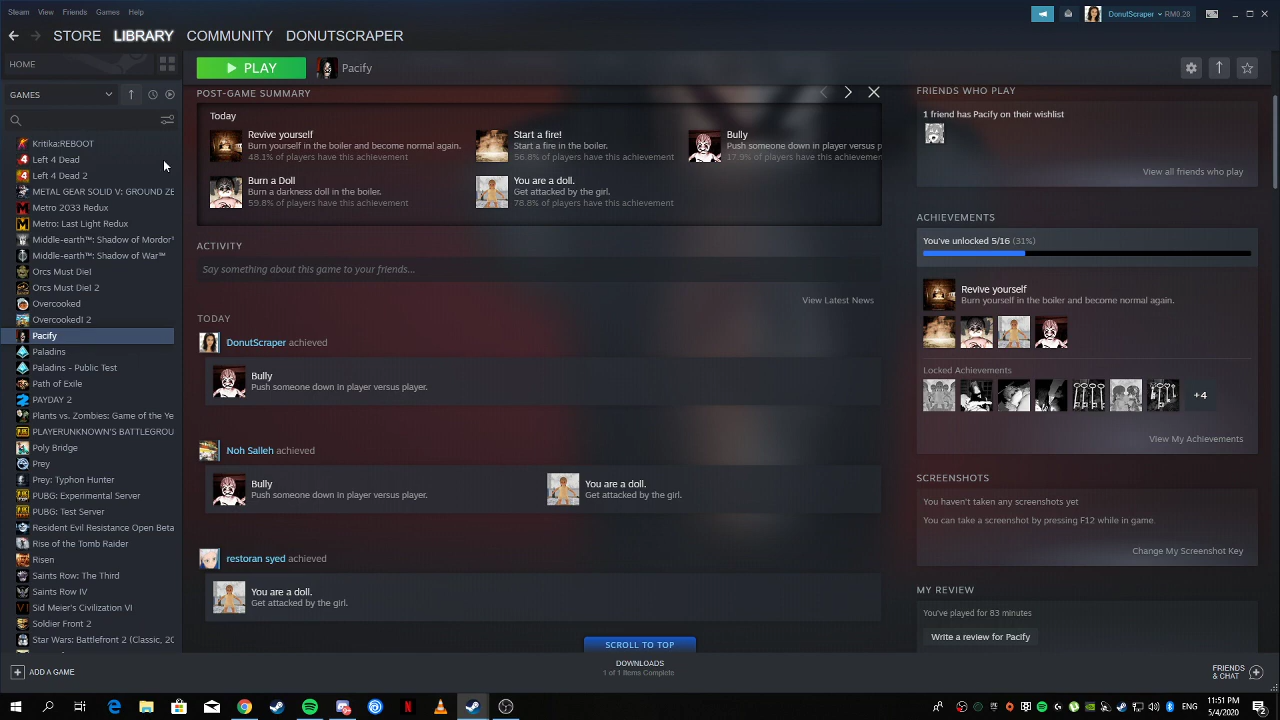 Steam View Friends Games Help
DonutScraper RM0.28
STORE LIBRARY COMMUNITY DONUTSCRAPER
HOME
PLAY Pacify
GAMES
Kritika:REBOOT
Left 4 Dead
Left 4 Dead 2
METAL GEAR SOLID V: GROUND ZE
Metro 2033 Redux
Metro: Last Light Redux
Middle-earth™: Shadow of Mordor™
Middle-earth™: Shadow of War™
Orcs Must Die!
Orcs Must Die! 2
Overcooked
Overcooked! 2
Pacify
Paladins
Paladins - Public Test
Path of Exile
PAYDAY 2
Plants vs. Zombies: Game of the Ye
PLAYERUNKNOWN'S BATTLEGROU
Poly Bridge
Prey
Prey: Typhon Hunter
PUBG: Experimental Server
PUBG: Test Server
Resident Evil Resistance Open Beta
Rise of the Tomb Raider
Risen
Saints Row: The Third
Saints Row IV
Sid Meier's Civilization VI
Soldier Front 2
Star Wars: Battlefront 2 (Classic, 20
POST-GAME SUMMARY
Today
Revive yourself
Burn yourself in the boiler and become normal again.
48.1% of players have this achievement
Start a fire!
Start a fire in the boiler.
56.8% of players have this achievement
Bully
Push someone down in player versus p
17.9% of players have this achievemen
Burn a Doll
Burn a darkness doll in the boiler.
59.8% of players have this achievement
You are a doll.
Get attacked by the girl.
78.8% of players have this achievement
ACTIVITY
Say something about this game to your friends...
View Latest News
TODAY
DonutScraper achieved
Bully
Push someone down in player versus player.
Noh Salleh achieved
Bully
Push someone down in player versus player.
You are a doll.
Get attacked by the girl.
restoran syed achieved
You are a doll.
Get attacked by the girl.
SCROLL TO TOP
FRIENDS WHO PLAY
1 friend has Pacify on their wishlist
View all friends who play
ACHIEVEMENTS
You've unlocked 5/16 (31%)
Revive yourself
Burn yourself in the boiler and become normal again.
Locked Achievements
+4
View My Achievements
SCREENSHOTS
You haven't taken any screenshots yet
You can take a screenshot by pressing F12 while in game.
Change My Screenshot Key
MY REVIEW
You've played for 83 minutes
Write a review for Pacify
ADD A GAME
DOWNLOADS
1 of 1 Items Complete
FRIENDS
& CHAT
ENG
11:51 PM
5/4/2020
2